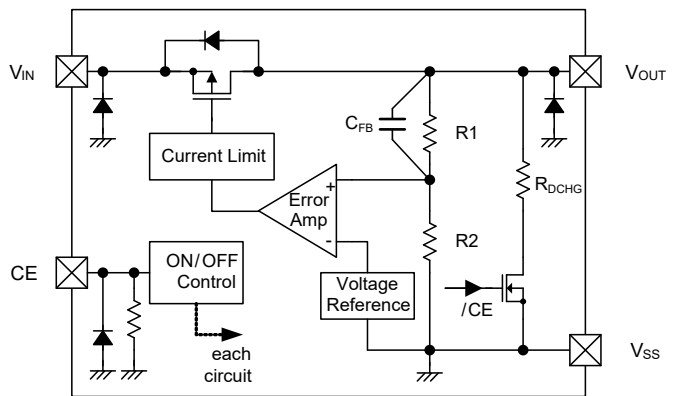 VIN
VOUT
CFB
R1
Current Limit
RDCHG
+
Error
Amp
-
R2
CE
ON/OFF
Control
Voltage
Reference
/CE
each
circuit
VSS